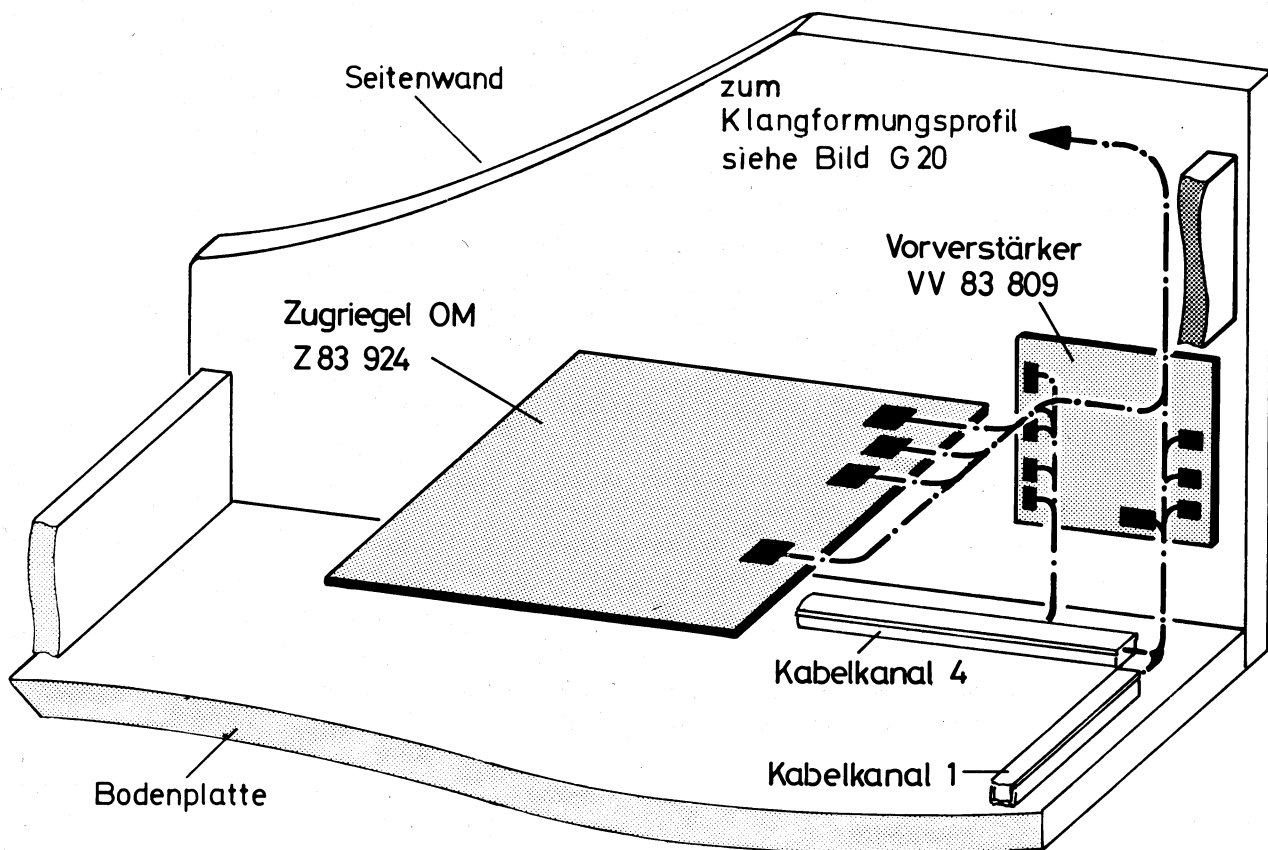 Seitenwand
zum
Klangformungsprofil
siehe Bild G 20
Vorverstärker
VV 83 809
Zugriegel OM
Z 83 924
Kabelkanal 4
Kabelkanal 1
Bodenplatte